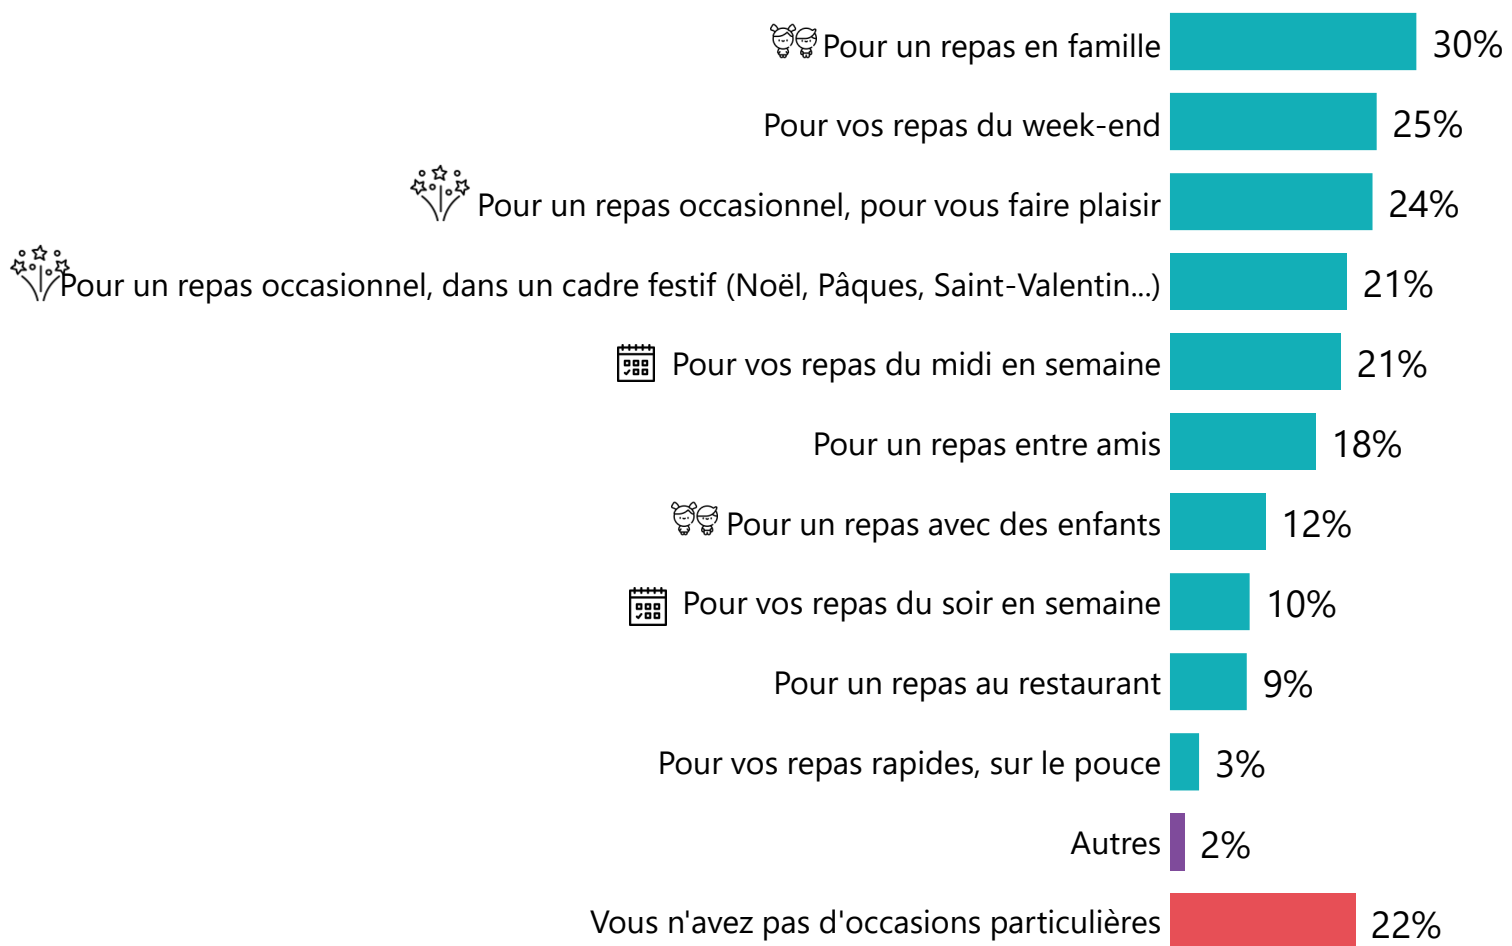 Pour un repas en famille 30%
Pour vos repas du week-end 25%
Pour un repas occasionnel, pour vous faire plaisir 24%
Pour un repas occasionnel, dans un cadre festif (Noël, Pâques, Saint-Valentin...) 21%
Pour vos repas du midi en semaine 21%
Pour un repas entre amis 18%
Pour un repas avec des enfants 12%
Pour vos repas du soir en semaine 10%
Pour un repas au restaurant 9%
Pour vos repas rapides, sur le pouce 3%
Autres 2%
Vous n'avez pas d'occasions particulières 22%